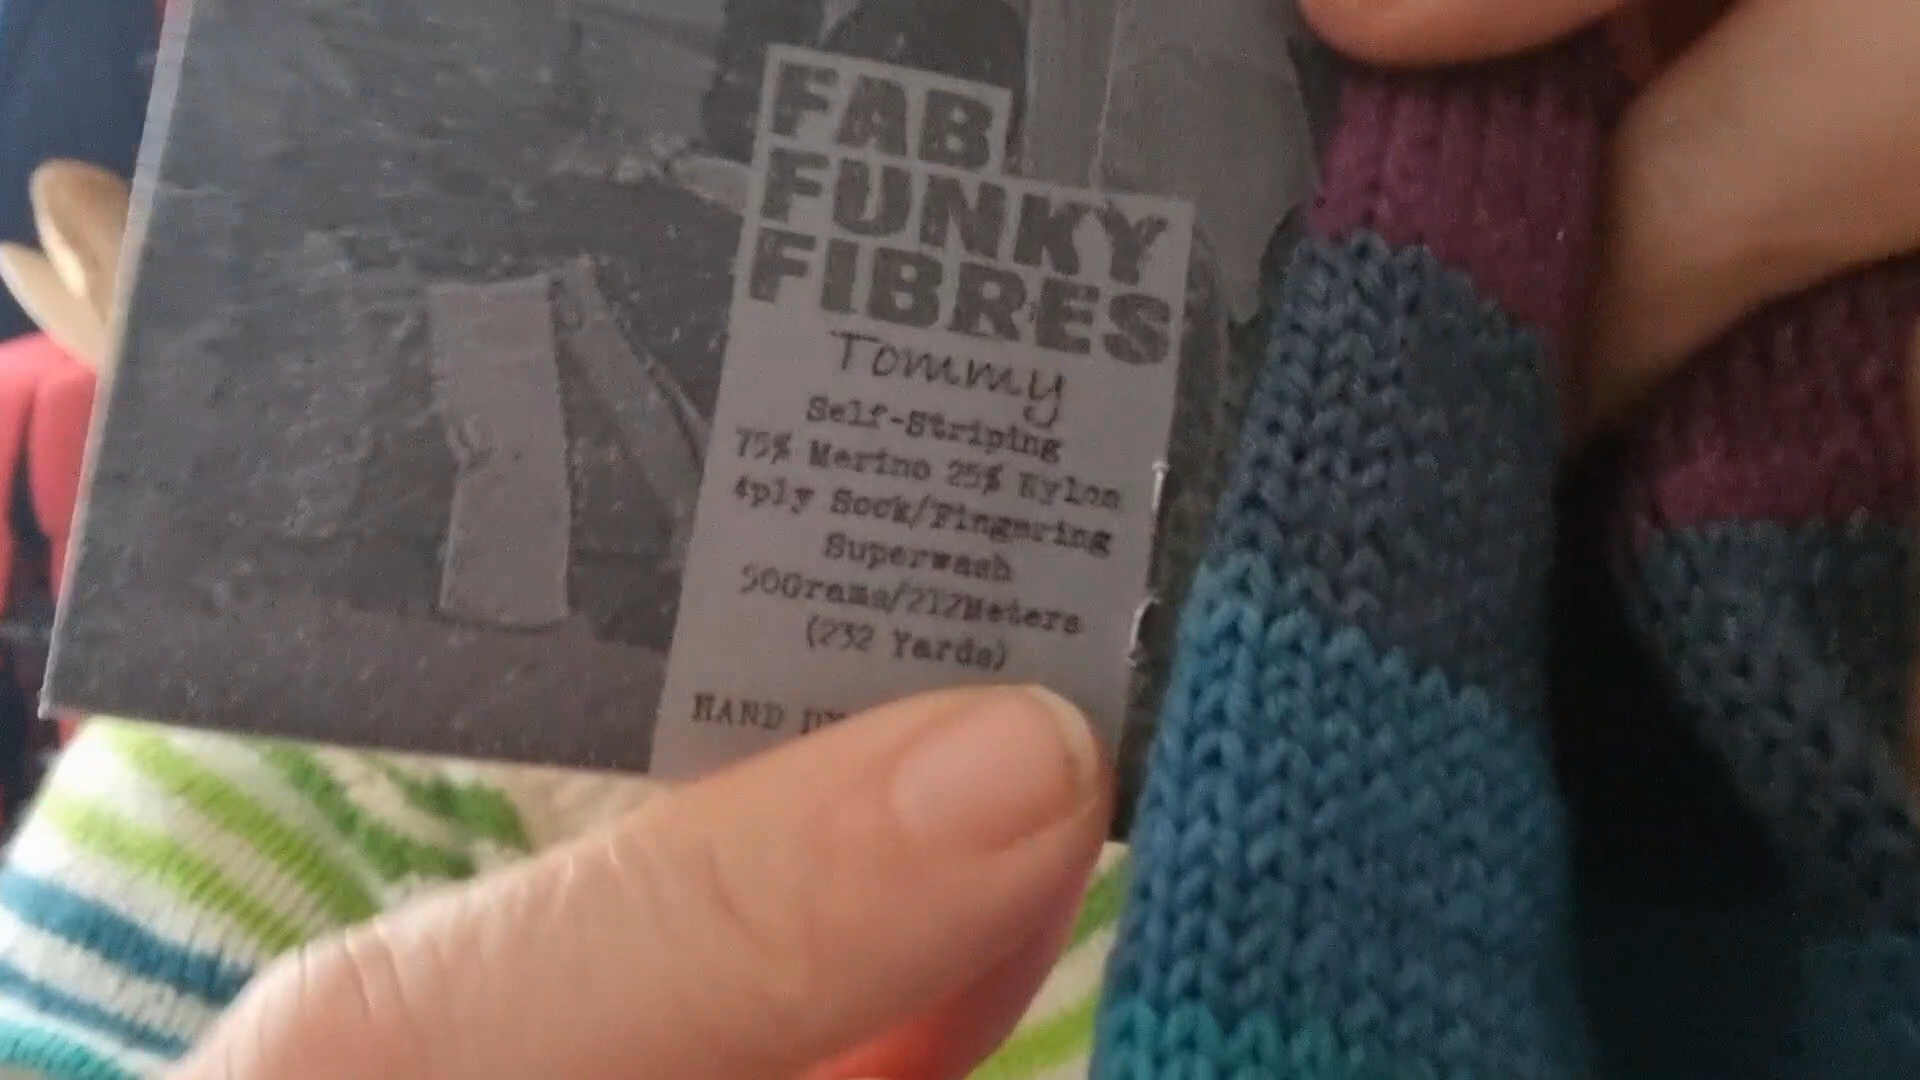 FAB
FUNKY
FIBRES
Tommy
Self-Striping
75% Merino 25% Nylon
4ply Sock/Fingering
Superwash
50Grams/212Meters
(232 Yards)
HAND